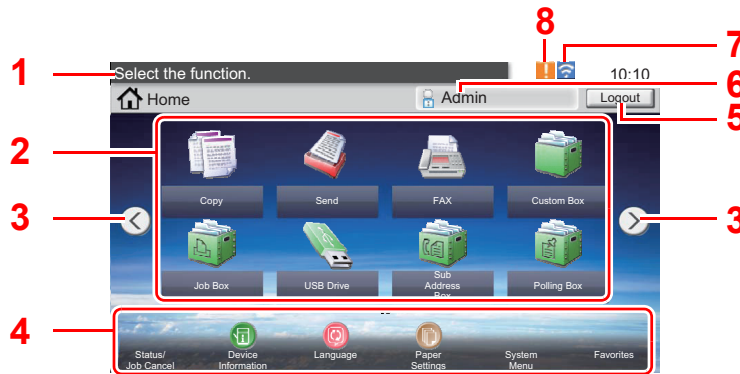 8
7
1
Select the function.
10:10
6
Home
Admin
Logout
5
2
Copy
Send
FAX
Custom Box
3
3
Job Box
USB Drive
Sub
Address
Box
Polling Box
4
Status/
Job Cancel
Device
Information
Language
Paper
Settings
System
Menu
Favorites